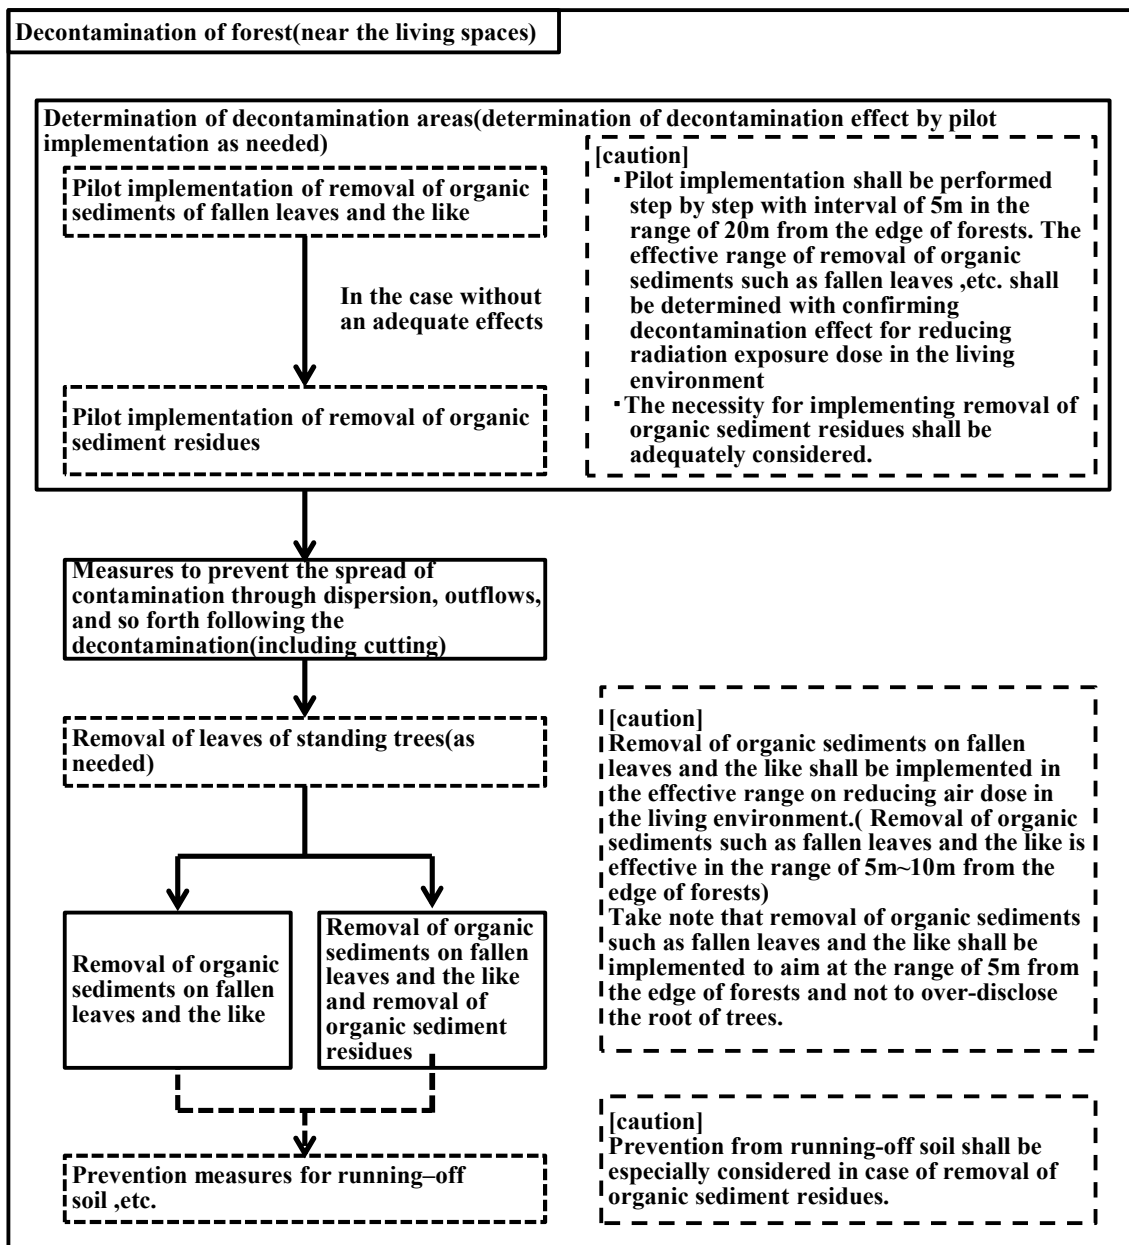 Decontamination of forest(near the living spaces)
Determination of decontamination areas(determination of decontamination effect by pilot
implementation as needed)
Pilot implementation of removal of organic
sediments of fallen leaves and the like
In the case without
an adequate effects
Pilot implementation of removal of organic
sediment residues
[caution]
・Pilot implementation shall be performed
step by step with interval of 5m in the
range of 20m from the edge of forests. The
effective range of removal of organic
sediments such as fallen leaves ,etc. shall
be determined with confirming
decontamination effect for reducing
radiation exposure dose in the living
environment
・The necessity for implementing removal of
organic sediment residues shall be
adequately considered.
Measures to prevent the spread of
contamination through dispersion, outflows,
and so forth following the
decontamination(including cutting)
Removal of leaves of standing trees(as
needed)
[caution]
Removal of organic sediments on fallen
leaves and the like shall be implemented in
the effective range on reducing air dose in
the living environment.( Removal of organic
sediments such as fallen leaves and the like is
effective in the range of 5m~10m from the
edge of forests)
Take note that removal of organic sediments
such as fallen leaves and the like shall be
implemented to aim at the range of 5m from
the edge of forests and not to over-disclose
the root of trees.
Removal of organic
sediments on fallen
leaves and the like
Removal of organic
sediments on fallen
leaves and the like
and removal of
organic sediment
residues
Prevention measures for running–off
soil ,etc.
[caution]
Prevention from running-off soil shall be
especially considered in case of removal of
organic sediment residues.